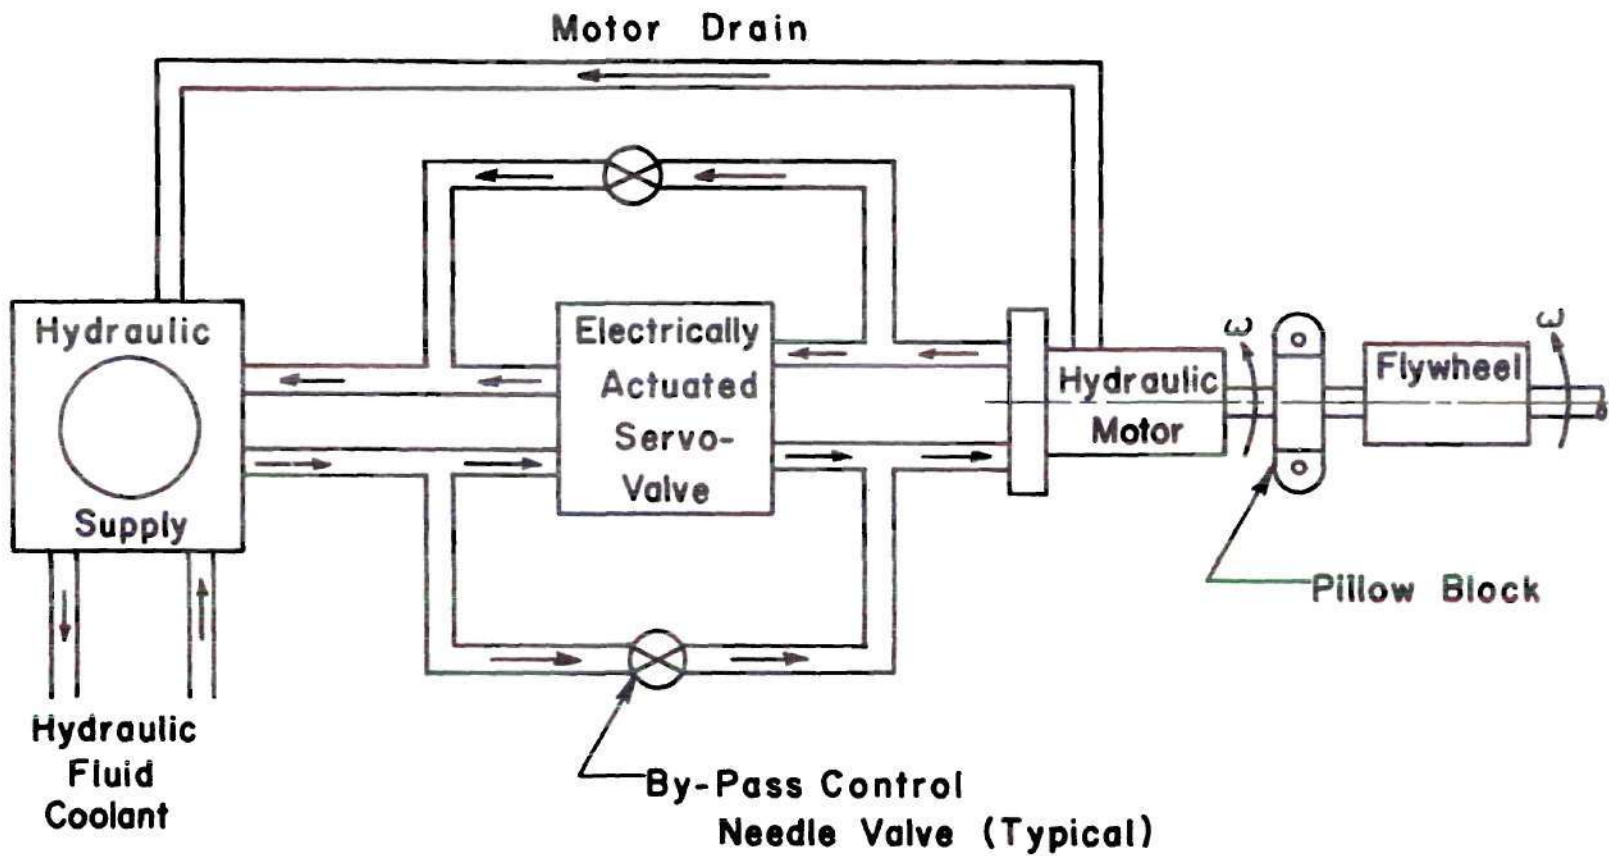 Motor Drain
Hydraulic
Supply
Electrically
Actuated
Servo-
Valve
Hydraulic
Motor
ω
Flywheel
ω
Pillow Block
Hydraulic
Fluid
Coolant
By-Pass Control
Needle Valve (Typical)